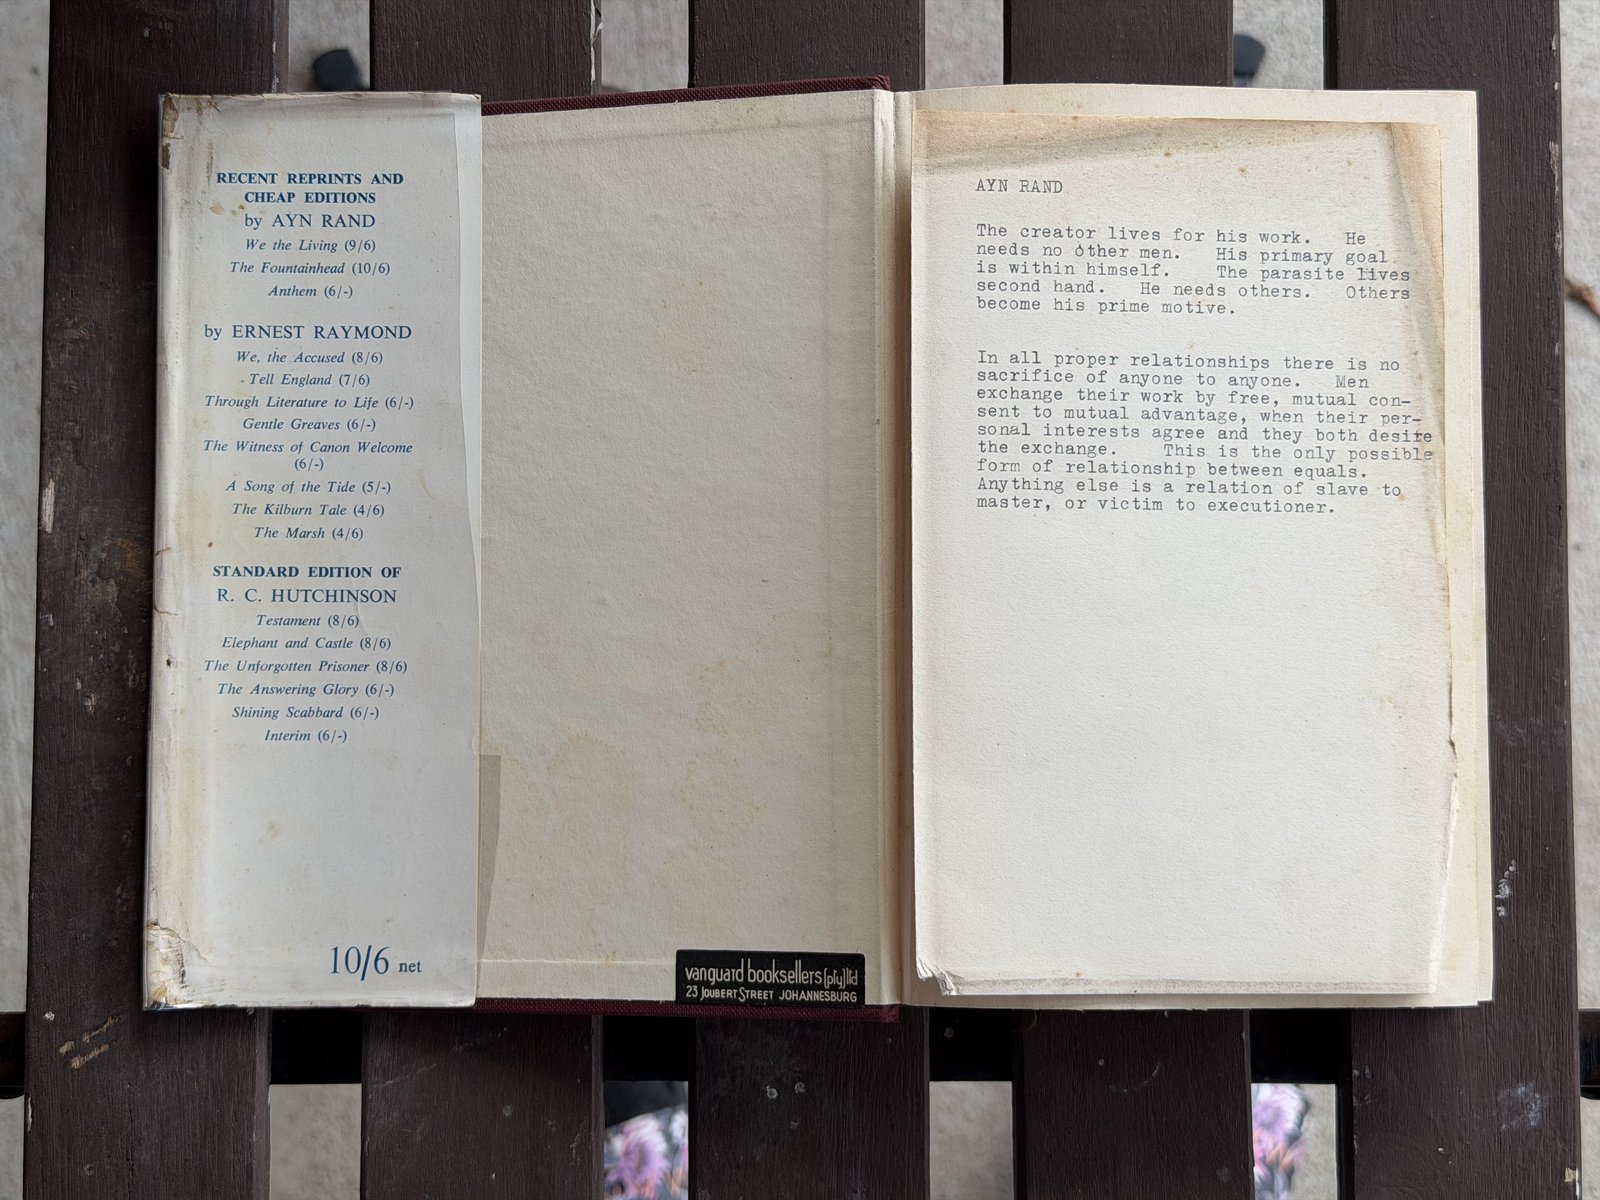 RECENT REPRINTS AND
CHEAP EDITIONS
by AYN RAND
We the Living (9/6)
The Fountainhead (10/6)
Anthem (6/-)
by ERNEST RAYMOND
We, the Accused (8/6)
Tell England (7/6)
Through Literature to Life (6/-)
Gentle Greaves (6/-)
The Witness of Canon Welcome
(6/-)
A Song of the Tide (5/-)
The Kilburn Tale (4/6)
The Marsh (4/6)
STANDARD EDITION OF
R. C. HUTCHINSON
Testament (8/6)
Elephant and Castle (8/6)
The Unforgotten Prisoner (8/6)
The Answering Glory (6/-)
Shining Scabbard (6/-)
Interim (6/-)
10/6 net
vanguard booksellers (pty) ltd
23 JOUBERT STREET JOHANNESBURG
AYN RAND
The creator lives for his work. He
needs no other men. His primary goal
is within himself. The parasite lives
second hand. He needs others. Others
become his prime motive.
In all proper relationships there is no
sacrifice of anyone to anyone. Men
exchange their work by free, mutual con-
sent to mutual advantage, when their per-
sonal interests agree and they both desire
the exchange. This is the only possible
form of relationship between equals.
Anything else is a relation of slave to
master, or victim to executioner.